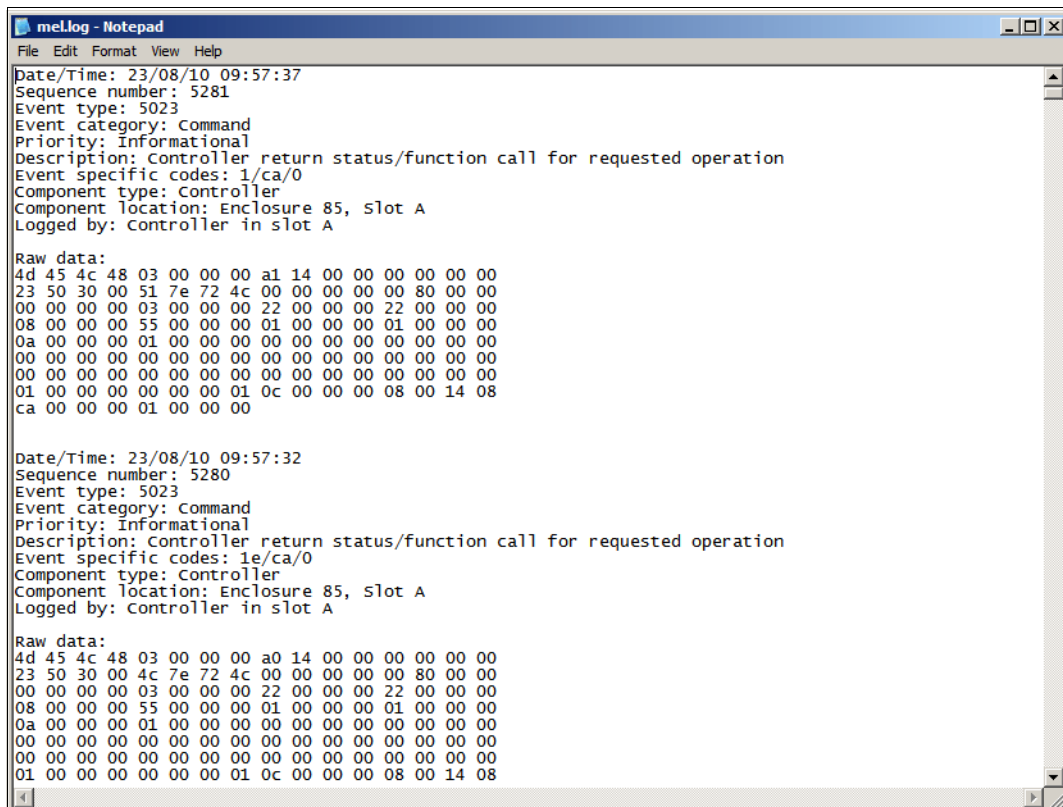 mel.log - Notepad
File Edit Format View Help
Date/Time: 23/08/10 09:57:37
Sequence number: 5281
Event type: 5023
Event category: Command
Priority: Informational
Description: Controller return status/function call for requested operation
Event specific codes: 1/ca/0
Component type: Controller
Component location: Enclosure 85, Slot A
Logged by: Controller in slot A
Raw data:
4d 45 4c 48 03 00 00 00 a1 14 00 00 00 00 00 00
23 50 30 00 51 7e 72 4c 00 00 00 00 00 80 00 00
00 00 00 00 03 00 00 00 22 00 00 00 22 00 00 00
08 00 00 00 55 00 00 00 01 00 00 00 01 00 00 00
0a 00 00 00 01 00 00 00 00 00 00 00 00 00 00 00
00 00 00 00 00 00 00 00 00 00 00 00 00 00 00 00
00 00 00 00 00 00 00 00 00 00 00 00 00 00 00 00
01 00 00 00 00 00 00 01 0c 00 00 00 08 00 14 08
ca 00 00 00 01 00 00 00
Date/Time: 23/08/10 09:57:32
Sequence number: 5280
Event type: 5023
Event category: Command
Priority: Informational
Description: Controller return status/function call for requested operation
Event specific codes: 1e/ca/0
Component type: Controller
Component location: Enclosure 85, Slot A
Logged by: Controller in slot A
Raw data:
4d 45 4c 48 03 00 00 00 a0 14 00 00 00 00 00 00
23 50 30 00 4c 7e 72 4c 00 00 00 00 00 80 00 00
00 00 00 00 03 00 00 00 22 00 00 00 22 00 00 00
08 00 00 00 55 00 00 00 01 00 00 00 01 00 00 00
0a 00 00 00 01 00 00 00 00 00 00 00 00 00 00 00
00 00 00 00 00 00 00 00 00 00 00 00 00 00 00 00
00 00 00 00 00 00 00 00 00 00 00 00 00 00 00 00
01 00 00 00 00 00 00 01 0c 00 00 00 08 00 14 08